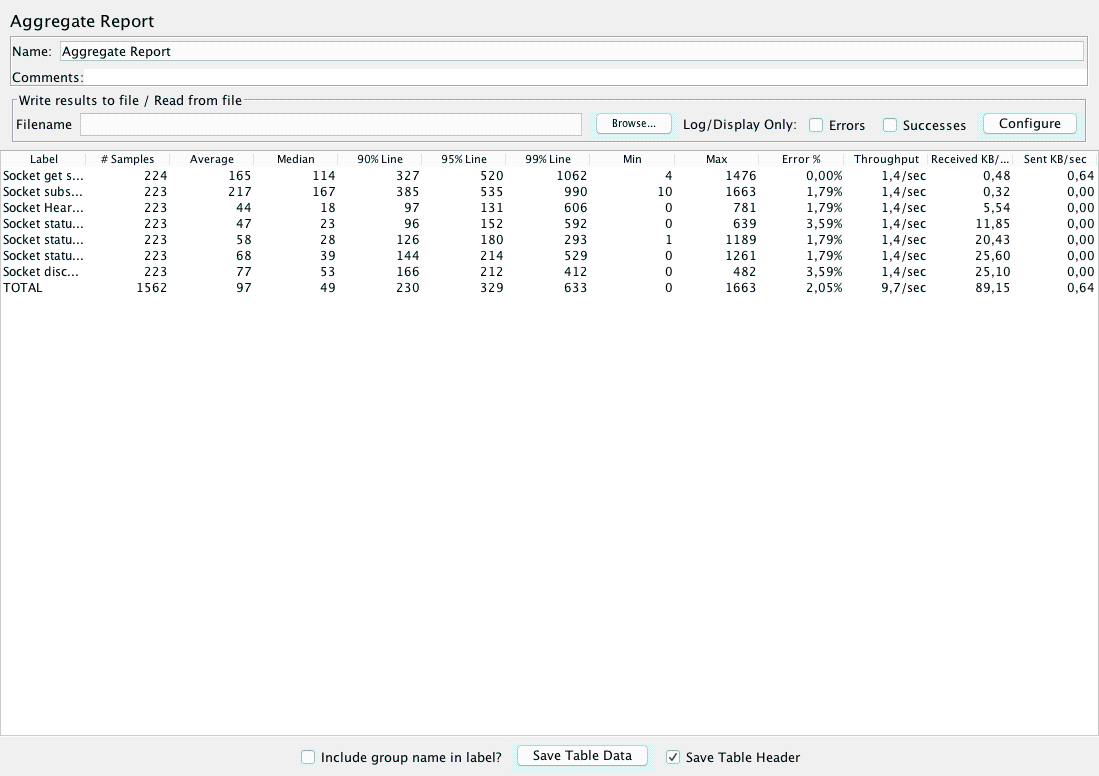 Aggregate Report
Name: Aggregate Report
Comments:
Write results to file / Read from file
Filename Browse... Log/Display Only: Errors Successes Configure
Label # Samples Average Median 90% Line 95% Line 99% Line Min Max Error % Throughput Received KB/... Sent KB/sec
Socket get s... 224 165 114 327 520 1062 4 1476 0,00% 1,4/sec 0,48 0,64
Socket subs... 223 217 167 385 535 990 10 1663 1,79% 1,4/sec 0,32 0,00
Socket Hear... 223 44 18 97 131 606 0 781 1,79% 1,4/sec 5,54 0,00
Socket statu... 223 47 23 96 152 592 0 639 3,59% 1,4/sec 11,85 0,00
Socket statu... 223 58 28 126 180 293 1 1189 1,79% 1,4/sec 20,43 0,00
Socket statu... 223 68 39 144 214 529 0 1261 1,79% 1,4/sec 25,60 0,00
Socket disc... 223 77 53 166 212 412 0 482 3,59% 1,4/sec 25,10 0,00
TOTAL 1562 97 49 230 329 633 0 1663 2,05% 9,7/sec 89,15 0,64
Include group name in label? Save Table Data Save Table Header